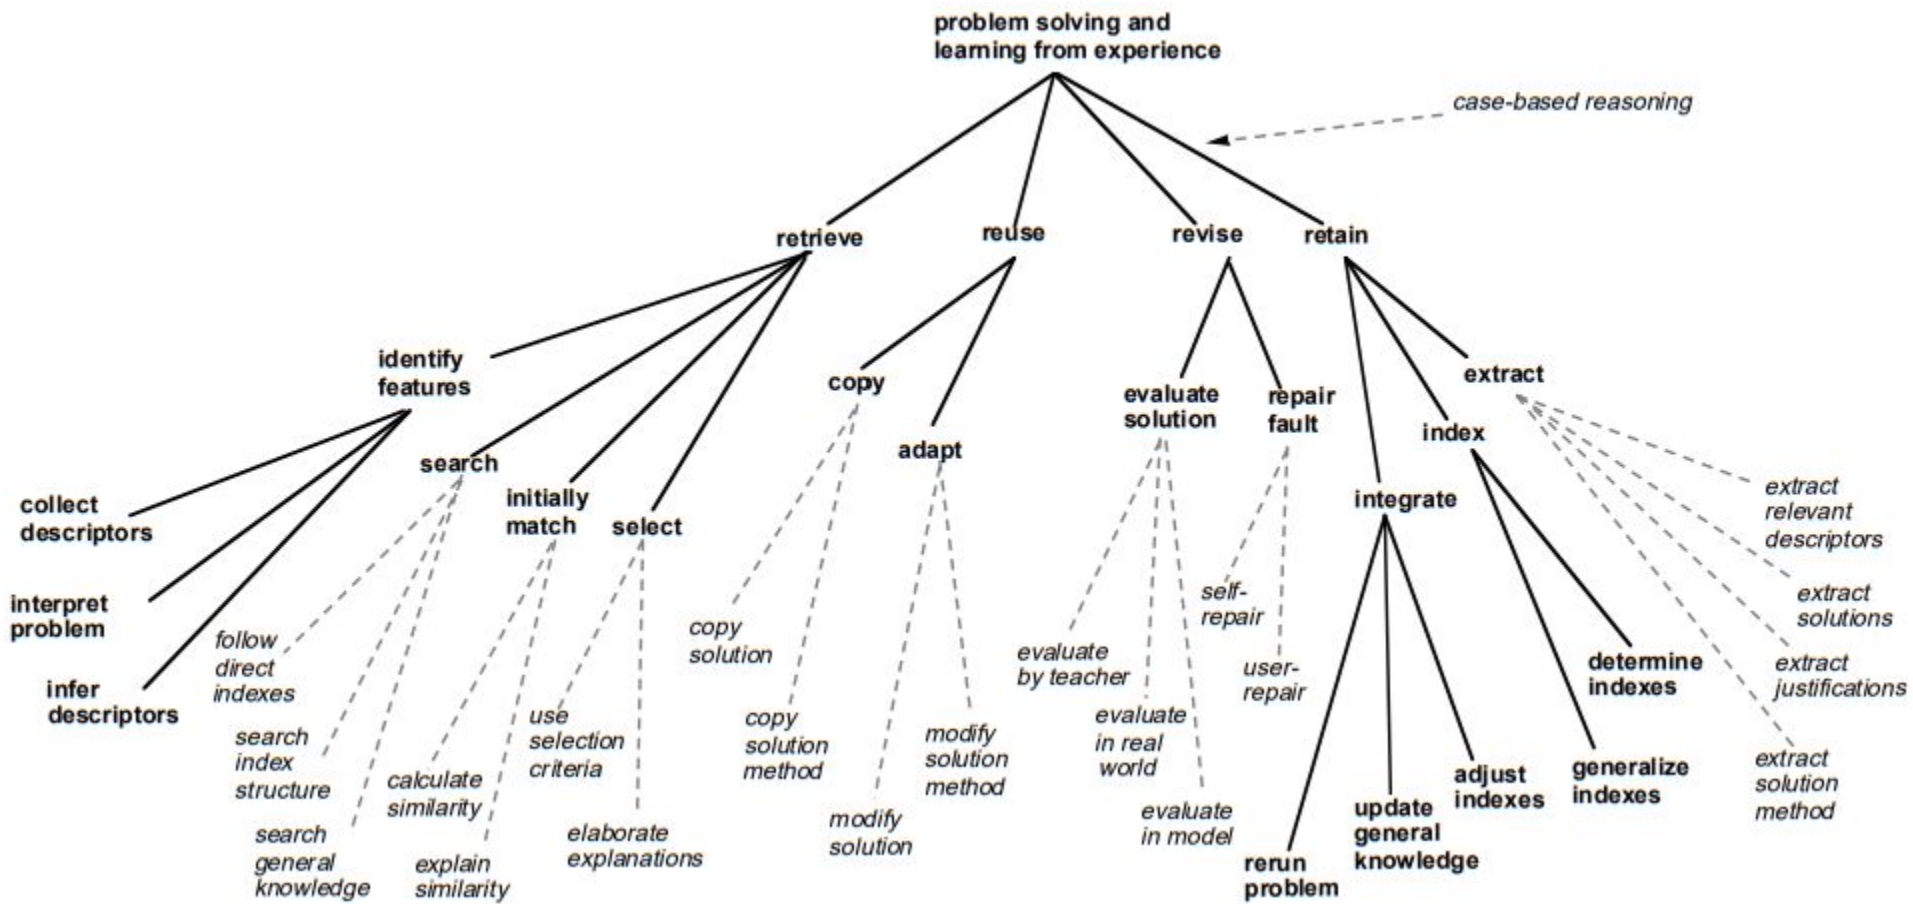 problem solving and
learning from experience
case-based reasoning
retrieve
reuse
revise
retain
identify
features
search
initially
match
select
copy
adapt
evaluate
solution
repair
fault
integrate
index
extract
collect
descriptors
interpret
problem
infer
descriptors
follow
direct
indexes
search
index
structure
search
general
knowledge
calculate
similarity
explain
similarity
use
selection
criteria
elaborate
explanations
copy
solution
copy
solution
method
modify
solution
modify
solution
method
evaluate
by teacher
evaluate
in real
world
evaluate
in model
self-
repair
user-
repair
rerun
problem
update
general
knowledge
adjust
indexes
generalize
indexes
determine
indexes
extract
relevant
descriptors
extract
solutions
extract
justifications
extract
solution
method